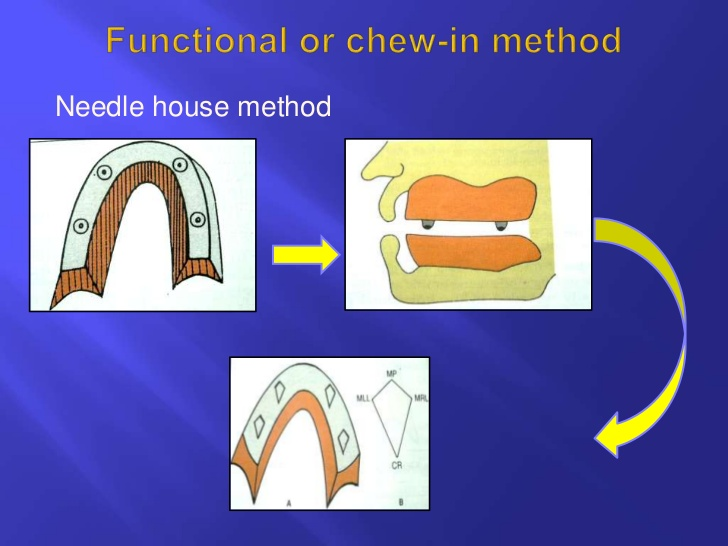 Functional or chew-in method
Needle house method
MP
MLL
MRL
CR
A
B